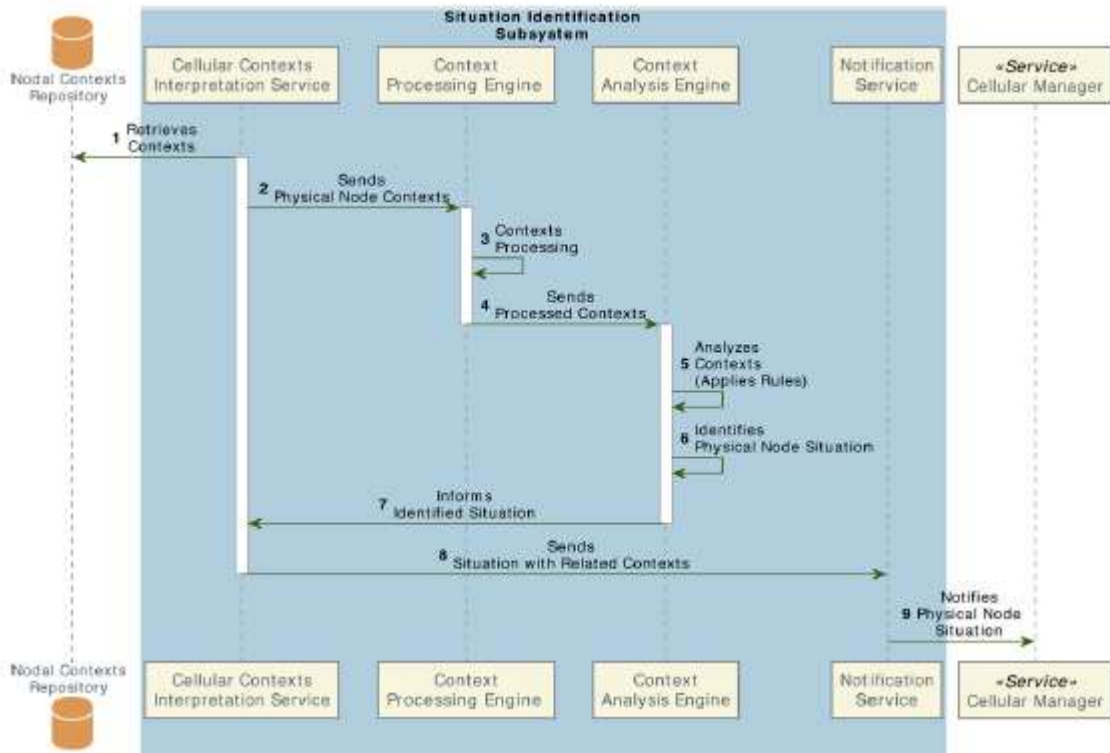 Situation Identification
Subsyatem
Nodal Contexts
Repository
Cellular Contexts
Interpretation Service
Context
Processing Engine
Context
Analysis Engine
Notification
Service
«Service»
Cellular Manager
1 Retrieves
Contexts
Sends
2 Physical Node Contexts
3 Contexts
Processing
Sends
4 Processed Contexts
Analyzes
5 Contexts
(Applies Rules)
6 Identifies
Physical Node Situation
Informs
7 Identified Situation
Sends
8 Situation with Related Contexts
Notifies
9 Physical Node
Situation
Nodal Contexts
Repository
Cellular Contexts
Interpretation Service
Context
Processing Engine
Context
Analysis Engine
Notification
Service
«Service»
Cellular Manager